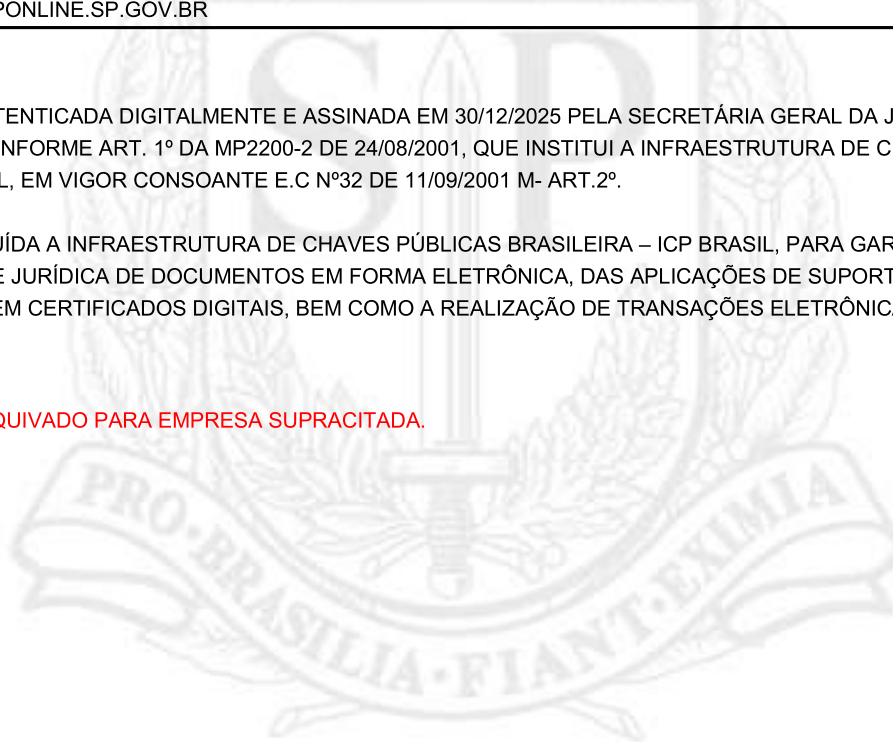 PONLINE.SP.GOV.BR
TENTICADA DIGITALMENTE E ASSINADA EM 30/12/2025 PELA SECRETÁRIA GERAL DA J
NFORME ART. 1º DA MP2200-2 DE 24/08/2001, QUE INSTITUI A INFRAESTRUTURA DE C
L, EM VIGOR CONSOANTE E.C Nº32 DE 11/09/2001 M- ART.2º.
UÍDA A INFRAESTRUTURA DE CHAVES PÚBLICAS BRASILEIRA – ICP BRASIL, PARA GAR
E JURÍDICA DE DOCUMENTOS EM FORMA ELETRÔNICA, DAS APLICAÇÕES DE SUPORT
EM CERTIFICADOS DIGITAIS, BEM COMO A REALIZAÇÃO DE TRANSAÇÕES ELETRÔNICA
QUIVADO PARA EMPRESA SUPRACITADA.
SP
PRO·BRASILIA·FIANT·EXIMIA